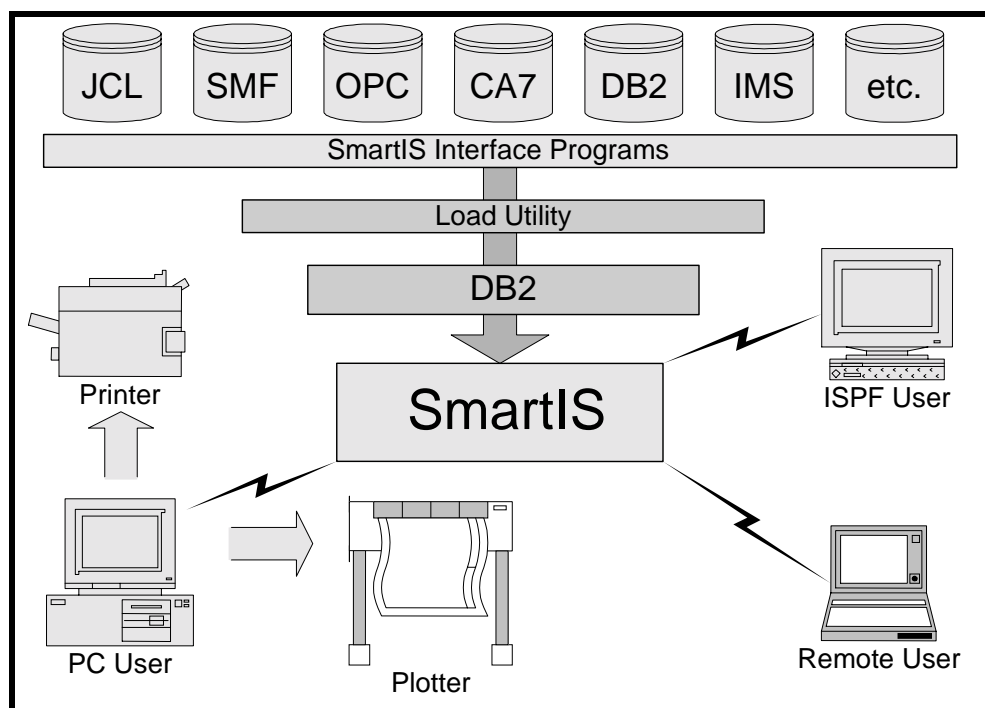 JCL SMF OPC CA7 DB2 IMS etc.
SmartIS Interface Programs
Load Utility
DB2
SmartIS
Printer
ISPF User
PC User
Plotter
Remote User